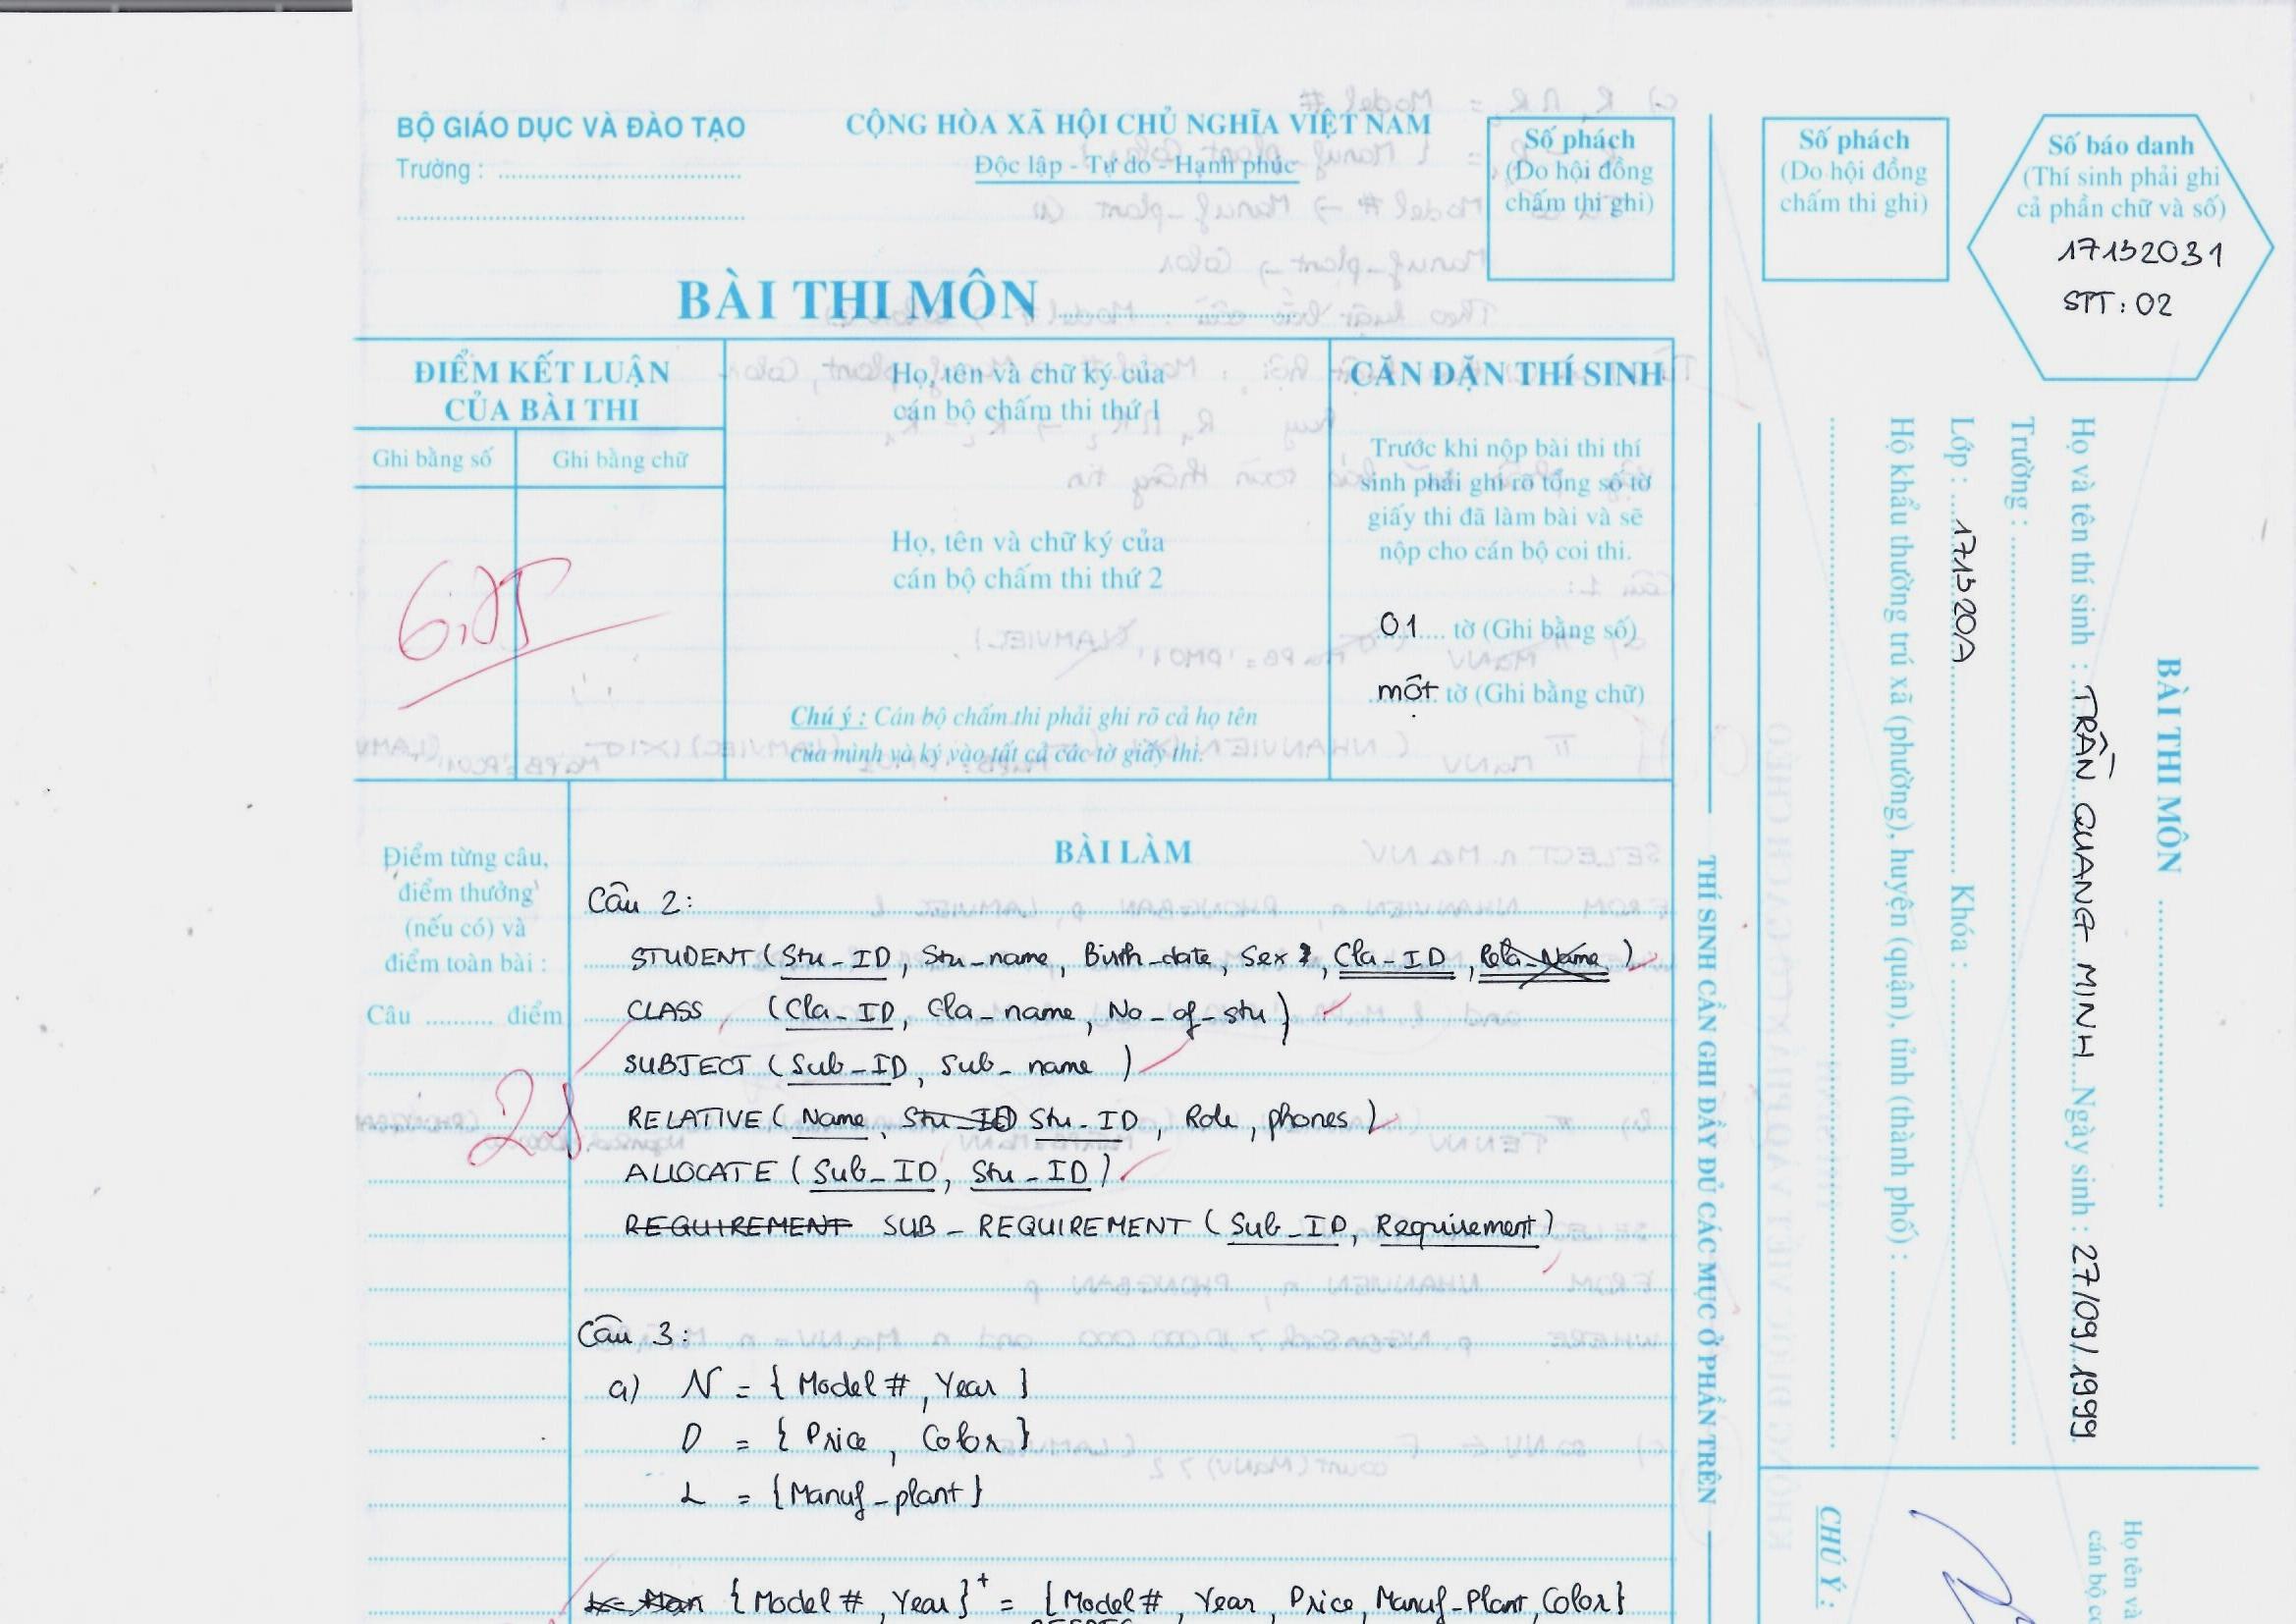 BỘ GIÁO DỤC VÀ ĐÀO TẠO
Trường :
CỘNG HÒA XÃ HỘI CHỦ NGHĨA VIỆT NAM
Độc lập - Tự do - Hạnh phúc
BÀI THI MÔN
Số phách
(Do hội đồng
chấm thi ghi)
Số phách
(Do hội đồng
chấm thi ghi)
Số báo danh
(Thí sinh phải ghi
cả phần chữ và số)
17132031
STT : 02
ĐIỂM KẾT LUẬN
CỦA BÀI THI
Ghi bằng số
Ghi bằng chữ
Họ, tên và chữ ký của
cán bộ chấm thi thứ 1
Họ, tên và chữ ký của
cán bộ chấm thi thứ 2
Chú ý : Cán bộ chấm thi phải ghi rõ cả họ tên
của mình và ký vào tất cả các tờ giấy thi.
CĂN DẶN THÍ SINH
Trước khi nộp bài thi thí
sinh phải ghi rõ tổng số tờ
giấy thi đã làm bài và sẽ
nộp cho cán bộ coi thi.
01 tờ (Ghi bằng số)
một tờ (Ghi bằng chữ)
Điểm từng câu,
điểm thưởng
(nếu có) và
điểm toàn bài :
Câu .......... điểm
BÀI LÀM
Câu 2:
STUDENT ( Stu_ID, Stu_name, Birth_date, Sex, Cla_ID, Rela_Name )
CLASS ( Cla_ID, Cla_name, No_of_stu )
SUBJECT ( Sub_ID, Sub_name )
RELATIVE ( Name, Stu_ID Stu_ID, Role, phones )
ALLOCATE ( Sub_ID, Stu_ID )
REQUIREMENT SUB_REQUIREMENT ( Sub_ID, Requirement )
Câu 3:
a) N = { Model #, Year }
D = { Price, Color }
L = { Manuf_plant }
{ Model #, Year }+ = { Model #, Year, Price, Manuf_Plant, Color }
THÍ SINH CẦN GHI ĐẦY ĐỦ CÁC MỤC Ở PHẦN TRÊN
BÀI THI MÔN
Họ và tên thí sinh : TRẦN QUANG MINH Ngày sinh : 27/09/1999
Trường :
Lớp : 171320A Khóa :
Hộ khẩu thường trú xã (phường), huyện (quận), tỉnh (thành phố) :
CHÚ Ý :
Họ tên và